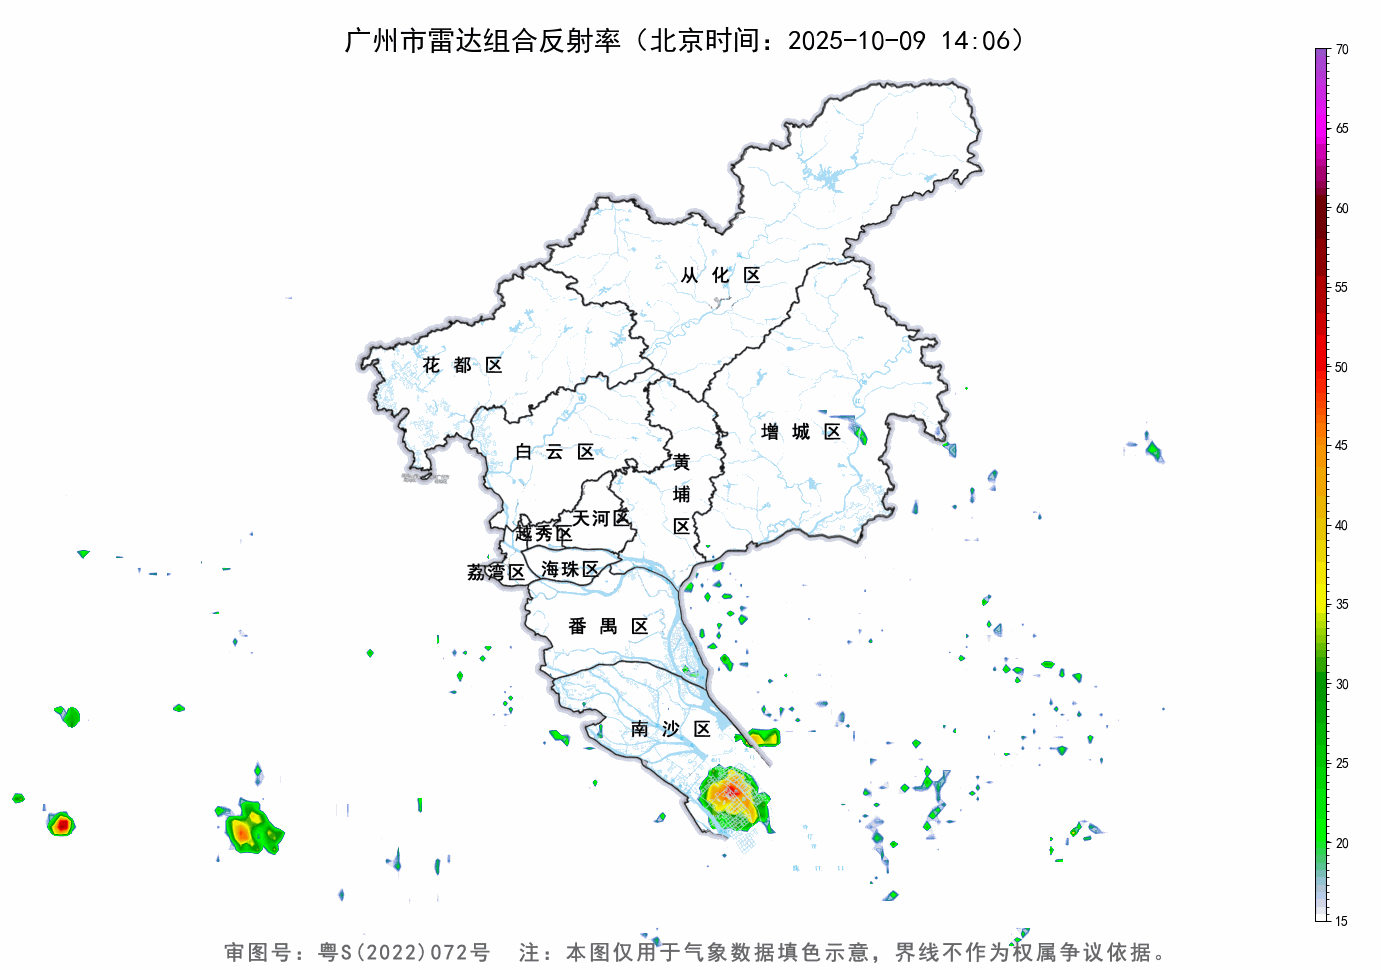 广州市雷达组合反射率（北京时间：2025-10-09 14:06）
70
65
60
55
50
45
40
35
30
25
20
15
从化区
花都区
增城区
白云区
黄埔区
天河区
越秀区
荔湾区
海珠区
番禺区
南沙区
审图号：粤S(2022)072号 注：本图仅用于气象数据填色示意，界线不作为权属争议依据。